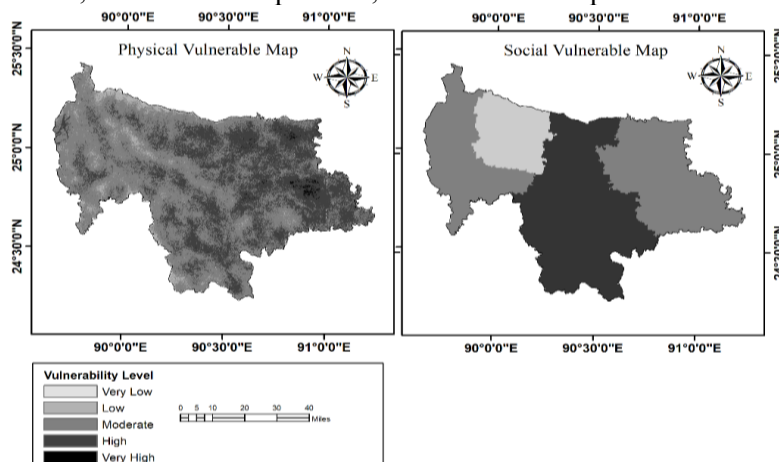 90°0'0"E 90°30'0"E 91°0'0"E
90°0'0"E 90°30'0"E 91°0'0"E
Physical Vulnerable Map
Social Vulnerable Map
N
W E
S
N
W E
S
25°30'0"N
25°0'0"N
24°30'0"N
90°0'0"E 90°30'0"E 91°0'0"E
90°0'0"E 90°30'0"E 91°0'0"E
Vulnerability Level
Very Low
Low
Moderate
High
Very High
0 5 10 20 30 40
Miles